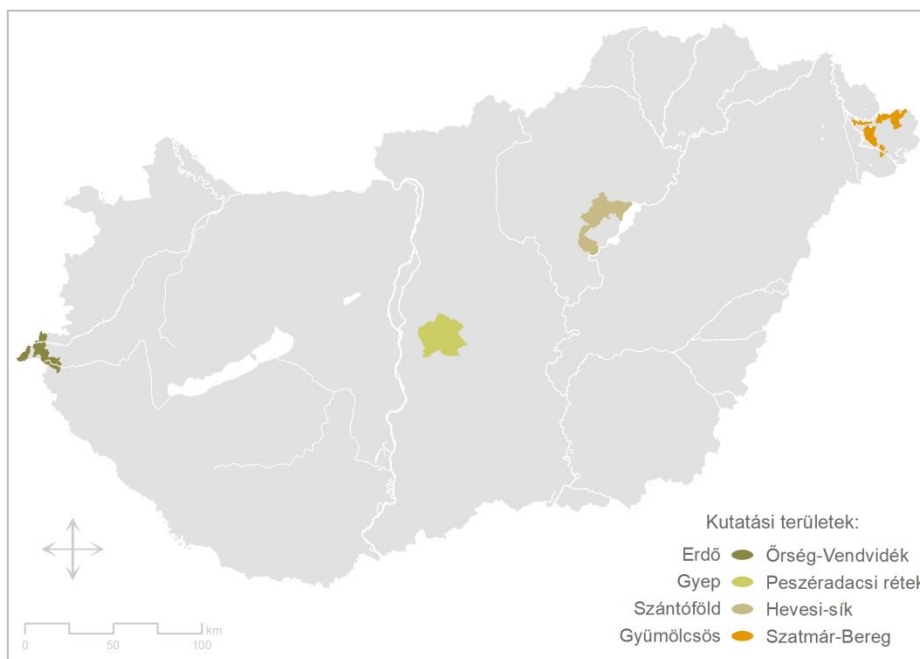 Kutatási területek:
Erdő Őrség-Vendvidék
Gyep Peszéradacsi rétek
Szántóföld Hevesi-sík
Gyümölcsös Szatmár-Bereg
km
0 50 100